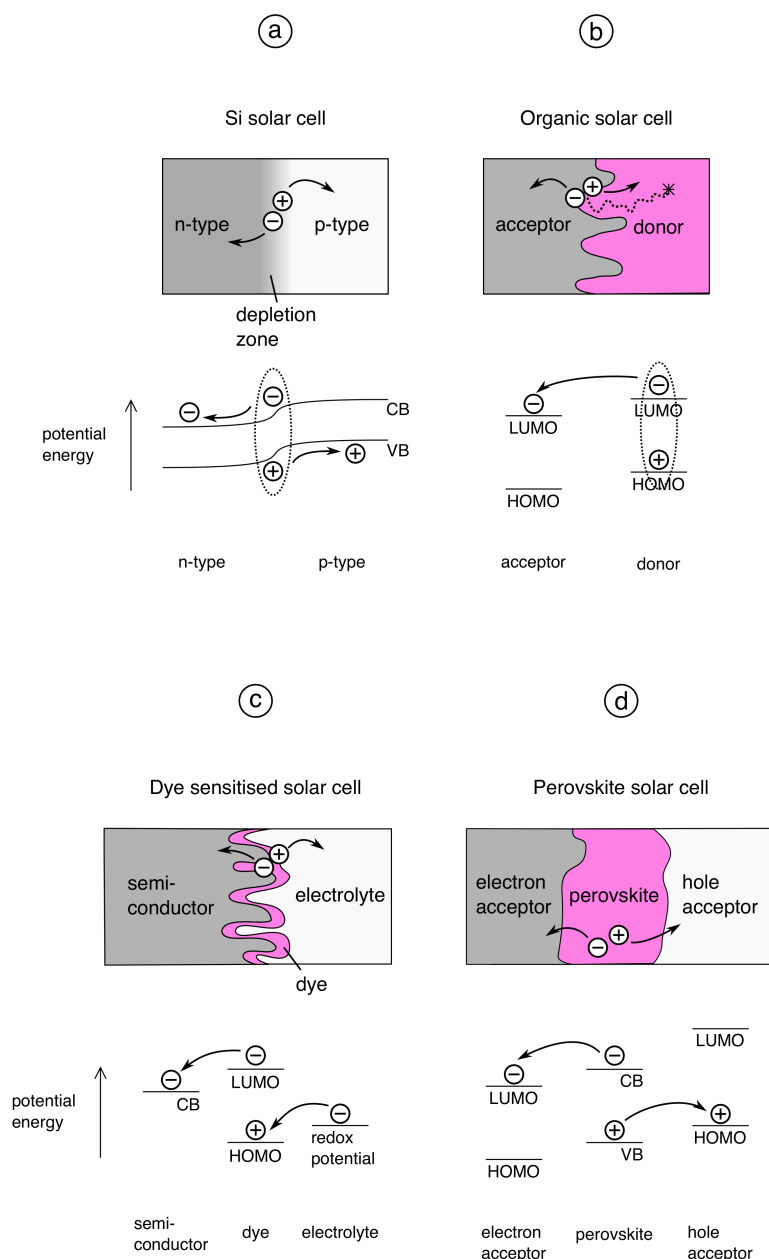 a
Si solar cell
n-type
p-type
depletion
zone
potential
energy
CB
VB
n-type
p-type
b
Organic solar cell
acceptor
donor
LUMO
HOMO
LUMO
HOMO
acceptor
donor
c
Dye sensitised solar cell
semi-
conductor
electrolyte
dye
potential
energy
CB
LUMO
HOMO
redox
potential
semi-
conductor
dye
electrolyte
d
Perovskite solar cell
electron
acceptor
perovskite
hole
acceptor
LUMO
HOMO
CB
VB
LUMO
HOMO
electron
acceptor
perovskite
hole
acceptor